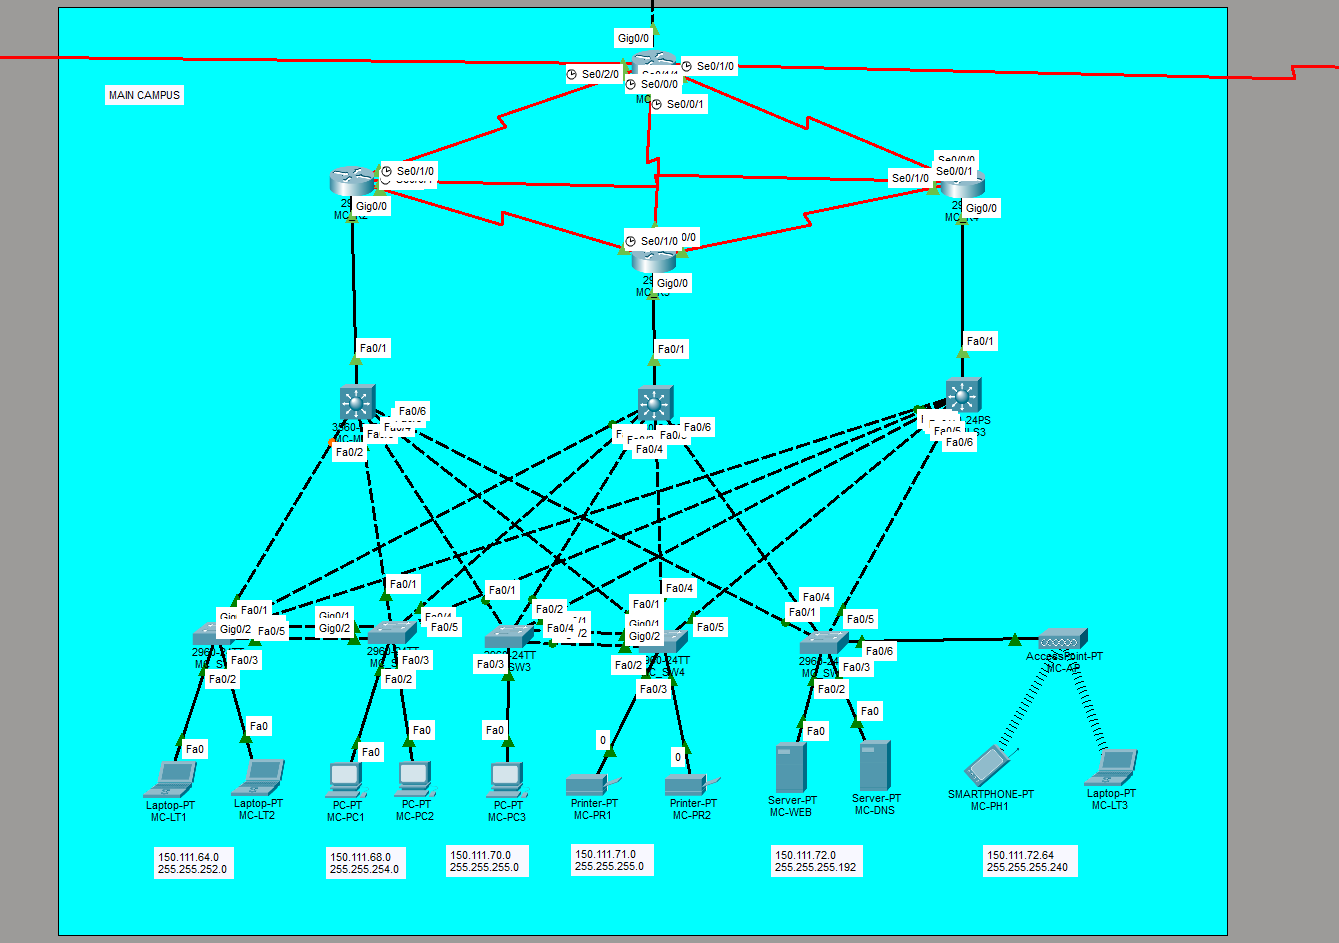 Gig0/0
Se0/2/0
Se0/1/0
Se0/0/0
MC
Se0/0/1
MAIN CAMPUS
Se0/1/0
Gig0/0
Se0/0/0
Se0/0/1
Se0/1/0
Gig0/0
Se0/1/0
0/0
Gig0/0
Fa0/1
Fa0/1
Fa0/1
Fa0/6
Fa0/2
Fa0/6
Fa0/4
24PS
Fa0/6
Fa0/1
Gig0/2
Fa0/5
Gig0/1
Gig0/2
Fa0/1
Fa0/5
Fa0/1
Fa0/2
Fa0/4
Fa0/4
Fa0/1
Gig0/1
Gig0/2
Fa0/5
Fa0/4
Fa0/1
Fa0/5
Fa0/3
Fa0/2
Fa0/3
Fa0/2
SW3
Fa0/3
60-24TT
C_SW4
Fa0/2
Fa0/3
Fa0/6
Fa0/3
Fa0/2
AccessPoint-PT
MC-AP
Fa0
Fa0
Fa0
Fa0
Fa0
0
0
Fa0
Fa0
Laptop-PT
MC-LT1
Laptop-PT
MC-LT2
PC-PT
MC-PC1
PC-PT
MC-PC2
PC-PT
MC-PC3
Printer-PT
MC-PR1
Printer-PT
MC-PR2
Server-PT
MC-WEB
Server-PT
MC-DNS
SMARTPHONE-PT
MC-PH1
Laptop-PT
MC-LT3
150.111.64.0
255.255.252.0
150.111.68.0
255.255.254.0
150.111.70.0
255.255.255.0
150.111.71.0
255.255.255.0
150.111.72.0
255.255.255.192
150.111.72.64
255.255.255.240